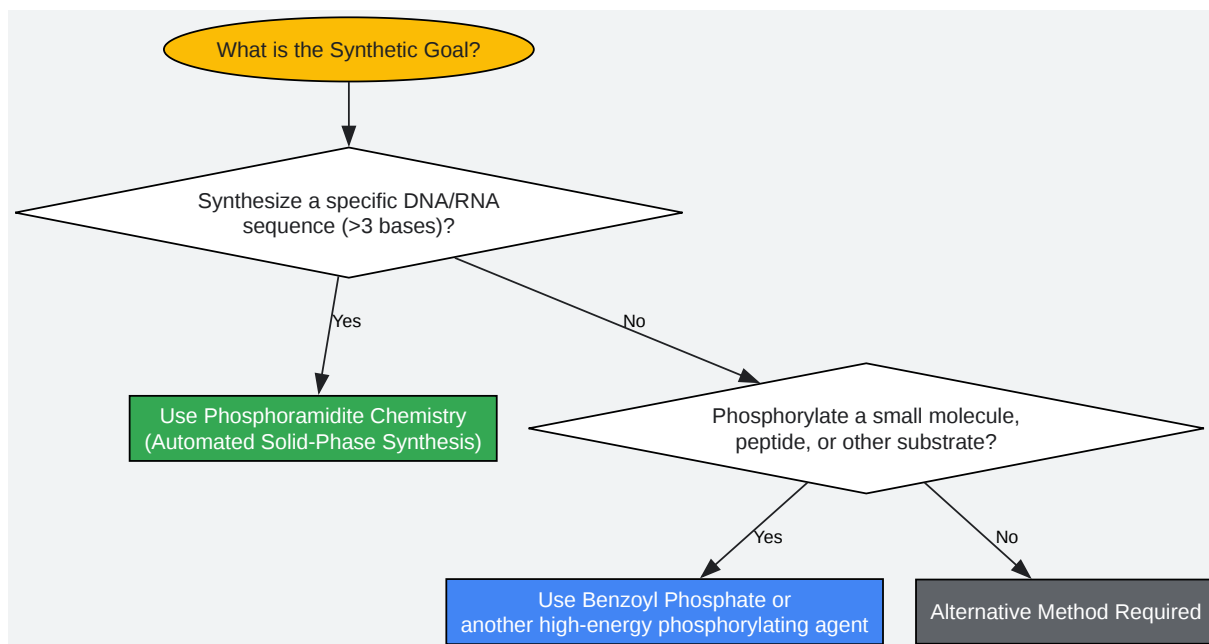 What is the Synthetic Goal?
Synthesize a specific DNA/RNA
sequence (>3 bases)?
Yes
No
Use Phosphoramidite Chemistry
(Automated Solid-Phase Synthesis)
Phosphorylate a small molecule,
peptide, or other substrate?
Yes
No
Use Benzoyl Phosphate or
another high-energy phosphorylating agent
Alternative Method Required